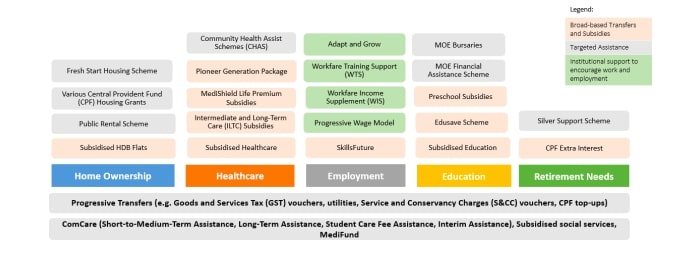 Legend:
Broad-based Transfers
and Subsidies
Targeted Assistance
Institutional support to
encourage work and
employment
Fresh Start Housing Scheme
Various Central Provident Fund
(CPF) Housing Grants
Public Rental Scheme
Subsidised HDB Flats
Home Ownership
Community Health Assist
Schemes (CHAS)
Pioneer Generation Package
MediShield Life Premium
Subsidies
Intermediate and Long-Term
Care (ILTC) Subsidies
Subsidised Healthcare
Healthcare
Adapt and Grow
Workfare Training Support
(WTS)
Workfare Income
Supplement (WIS)
Progressive Wage Model
SkillsFuture
Employment
MOE Bursaries
MOE Financial
Assistance Scheme
Preschool Subsidies
Edusave Scheme
Subsidised Education
Education
Silver Support Scheme
CPF Extra Interest
Retirement Needs
Progressive Transfers (e.g. Goods and Services Tax (GST) vouchers, utilities, Service and Conservancy Charges (S&CC) vouchers, CPF top-ups)
ComCare (Short-to-Medium-Term Assistance, Long-Term Assistance, Student Care Fee Assistance, Interim Assistance), Subsidised social services,
MediFund